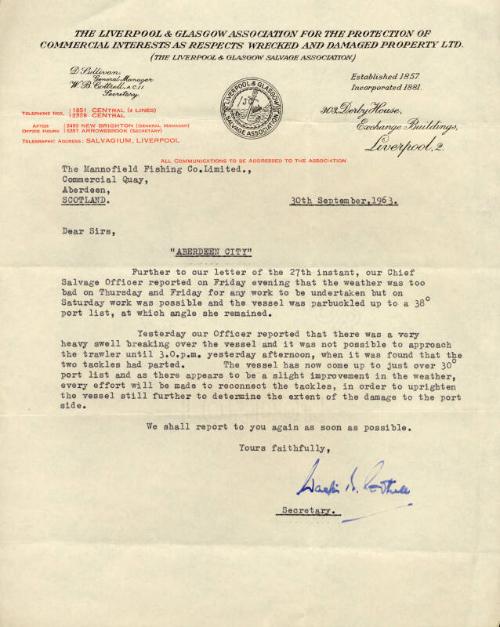 THE LIVERPOOL & GLASGOW ASSOCIATION FOR THE PROTECTION OF
COMMERCIAL INTERESTS AS RESPECTS WRECKED AND DAMAGED PROPERTY LTD.
(THE LIVERPOOL & GLASGOW SALVAGE ASSOCIATION)
D. Sullivan.
General Manager
W. B. Cottrell, A.C.I.I
Secretary.
Established 1857.
Incorporated 1881.
LIVERPOOL & GLASGOW
SALVAGE ASSOCIATION
TELEPHONE NOS. 1851 CENTRAL (4 LINES)
CENTRAL
AFTER
OFFICE HOURS
NEW BRIGHTON (GENERAL MANAGER)
ARROWEBROOK (SECRETARY)
TELEGRAPHIC ADDRESS: SALVAGIUM, LIVERPOOL
Derby House,
Exchange Buildings,
Liverpool, 2.
ALL COMMUNICATIONS TO BE ADDRESSED TO THE ASSOCIATION
The Mannofield Fishing Co.Limited.,
Commercial Quay,
Aberdeen,
SCOTLAND.
30th September,1963.
Dear Sirs,
"ABERDEEN CITY"
Further to our letter of the 27th instant, our Chief
Salvage Officer reported on Friday evening that the weather was too
bad on Thursday and Friday for any work to be undertaken but on
Saturday work was possible and the vessel was parbuckled up to a 38°
port list, at which angle she remained.
Yesterday our Officer reported that there was a very
heavy swell breaking over the vessel and it was not possible to approach
the trawler until 3.0.p.m. yesterday afternoon, when it was found that the
two tackles had parted. The vessel has now come up to just over 30°
port list and as there appears to be a slight improvement in the weather,
every effort will be made to reconnect the tackles, in order to uprighten
the vessel still further to determine the extent of the damage to the port
side.
We shall report to you again as soon as possible.
Yours faithfully,
Secretary.